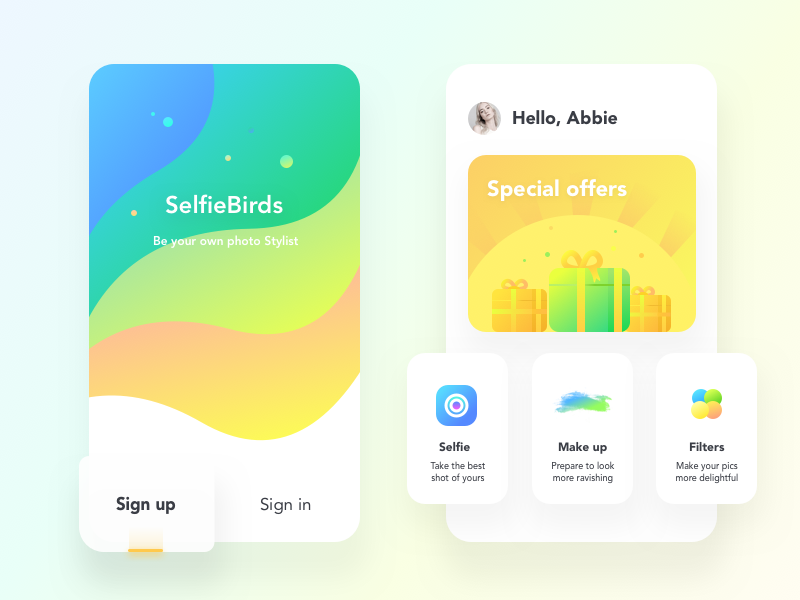 SelfieBirds
Be your own photo Stylist
Sign up
Sign in
Hello, Abbie
Special offers
Selfie
Take the best
shot of yours
Make up
Prepare to look
more ravishing
Filters
Make your pics
more delightful